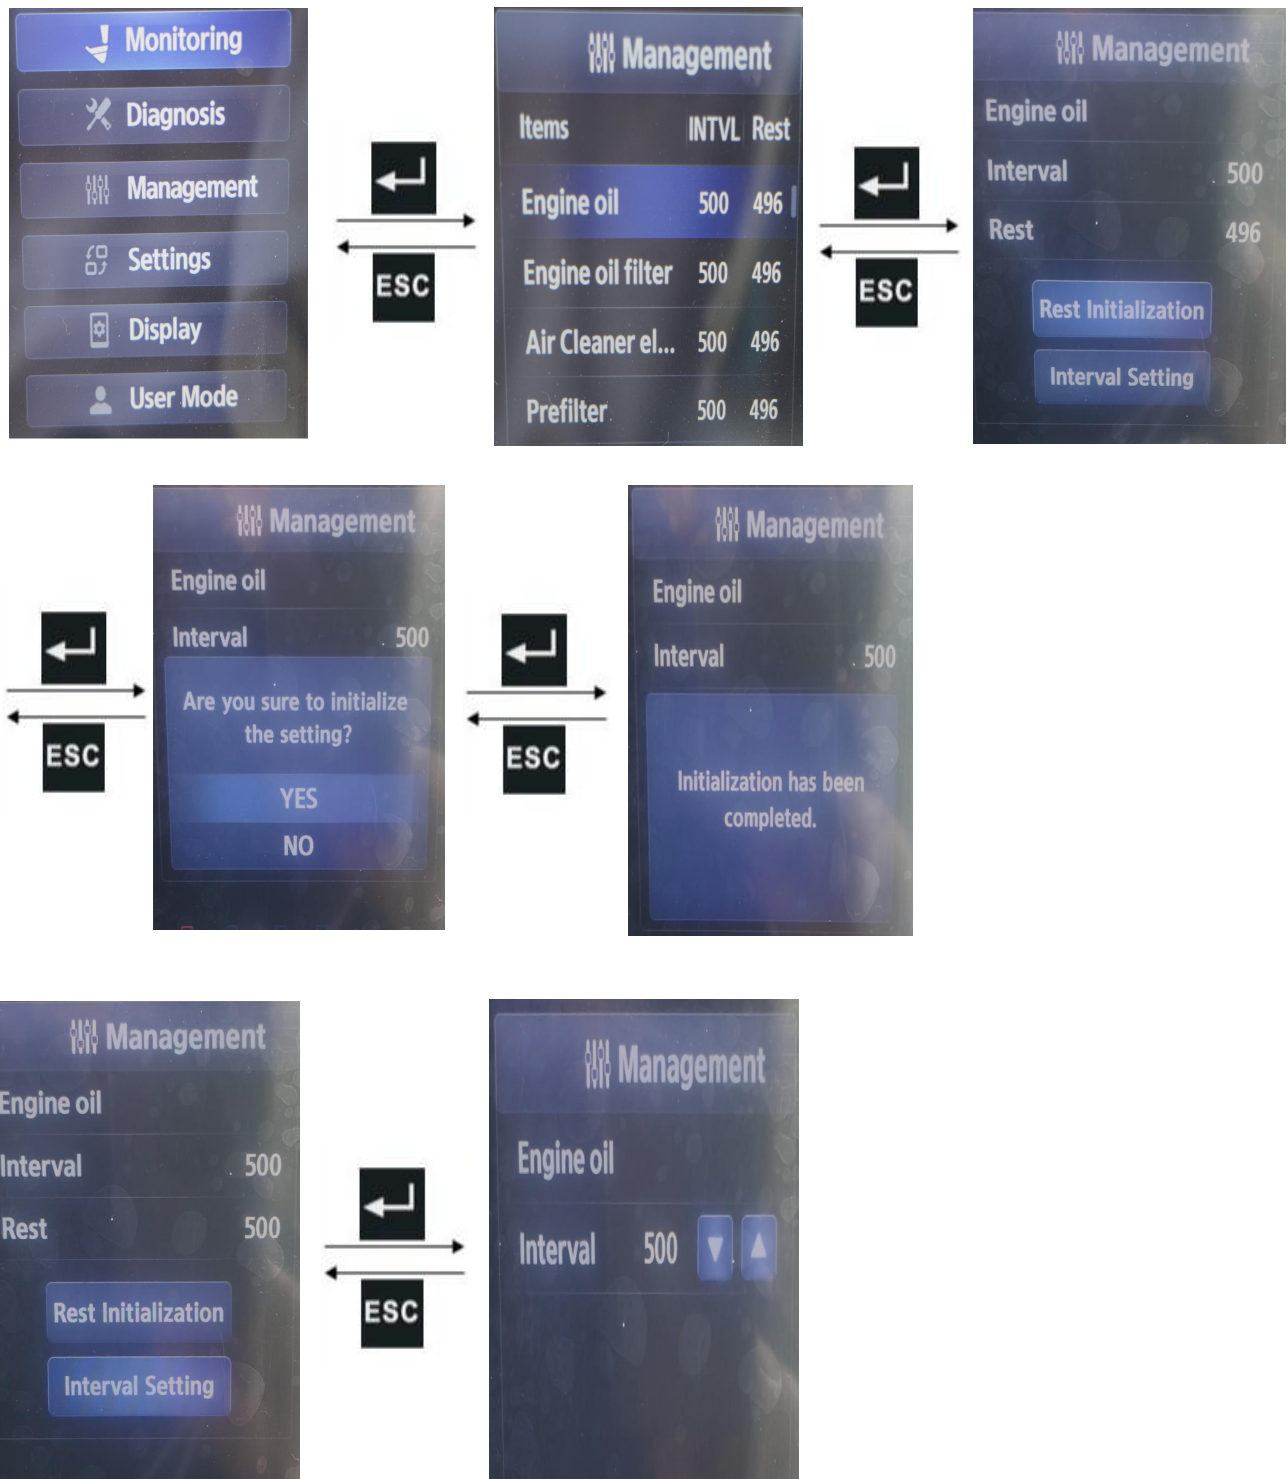 Monitoring
Diagnosis
Management
Settings
Display
User Mode
ESC
Management
Items INTVL Rest
Engine oil 500 496
Engine oil filter 500 496
Air Cleaner el... 500 496
Prefilter 500 496
ESC
Management
Engine oil
Interval 500
Rest 496
Rest Initialization
Interval Setting
ESC
Management
Engine oil
Interval 500
Are you sure to initialize
the setting?
YES
NO
ESC
Management
Engine oil
Interval 500
Initialization has been
completed.
Management
Engine oil
Interval 500
Rest 500
Rest Initialization
Interval Setting
ESC
Management
Engine oil
Interval 500